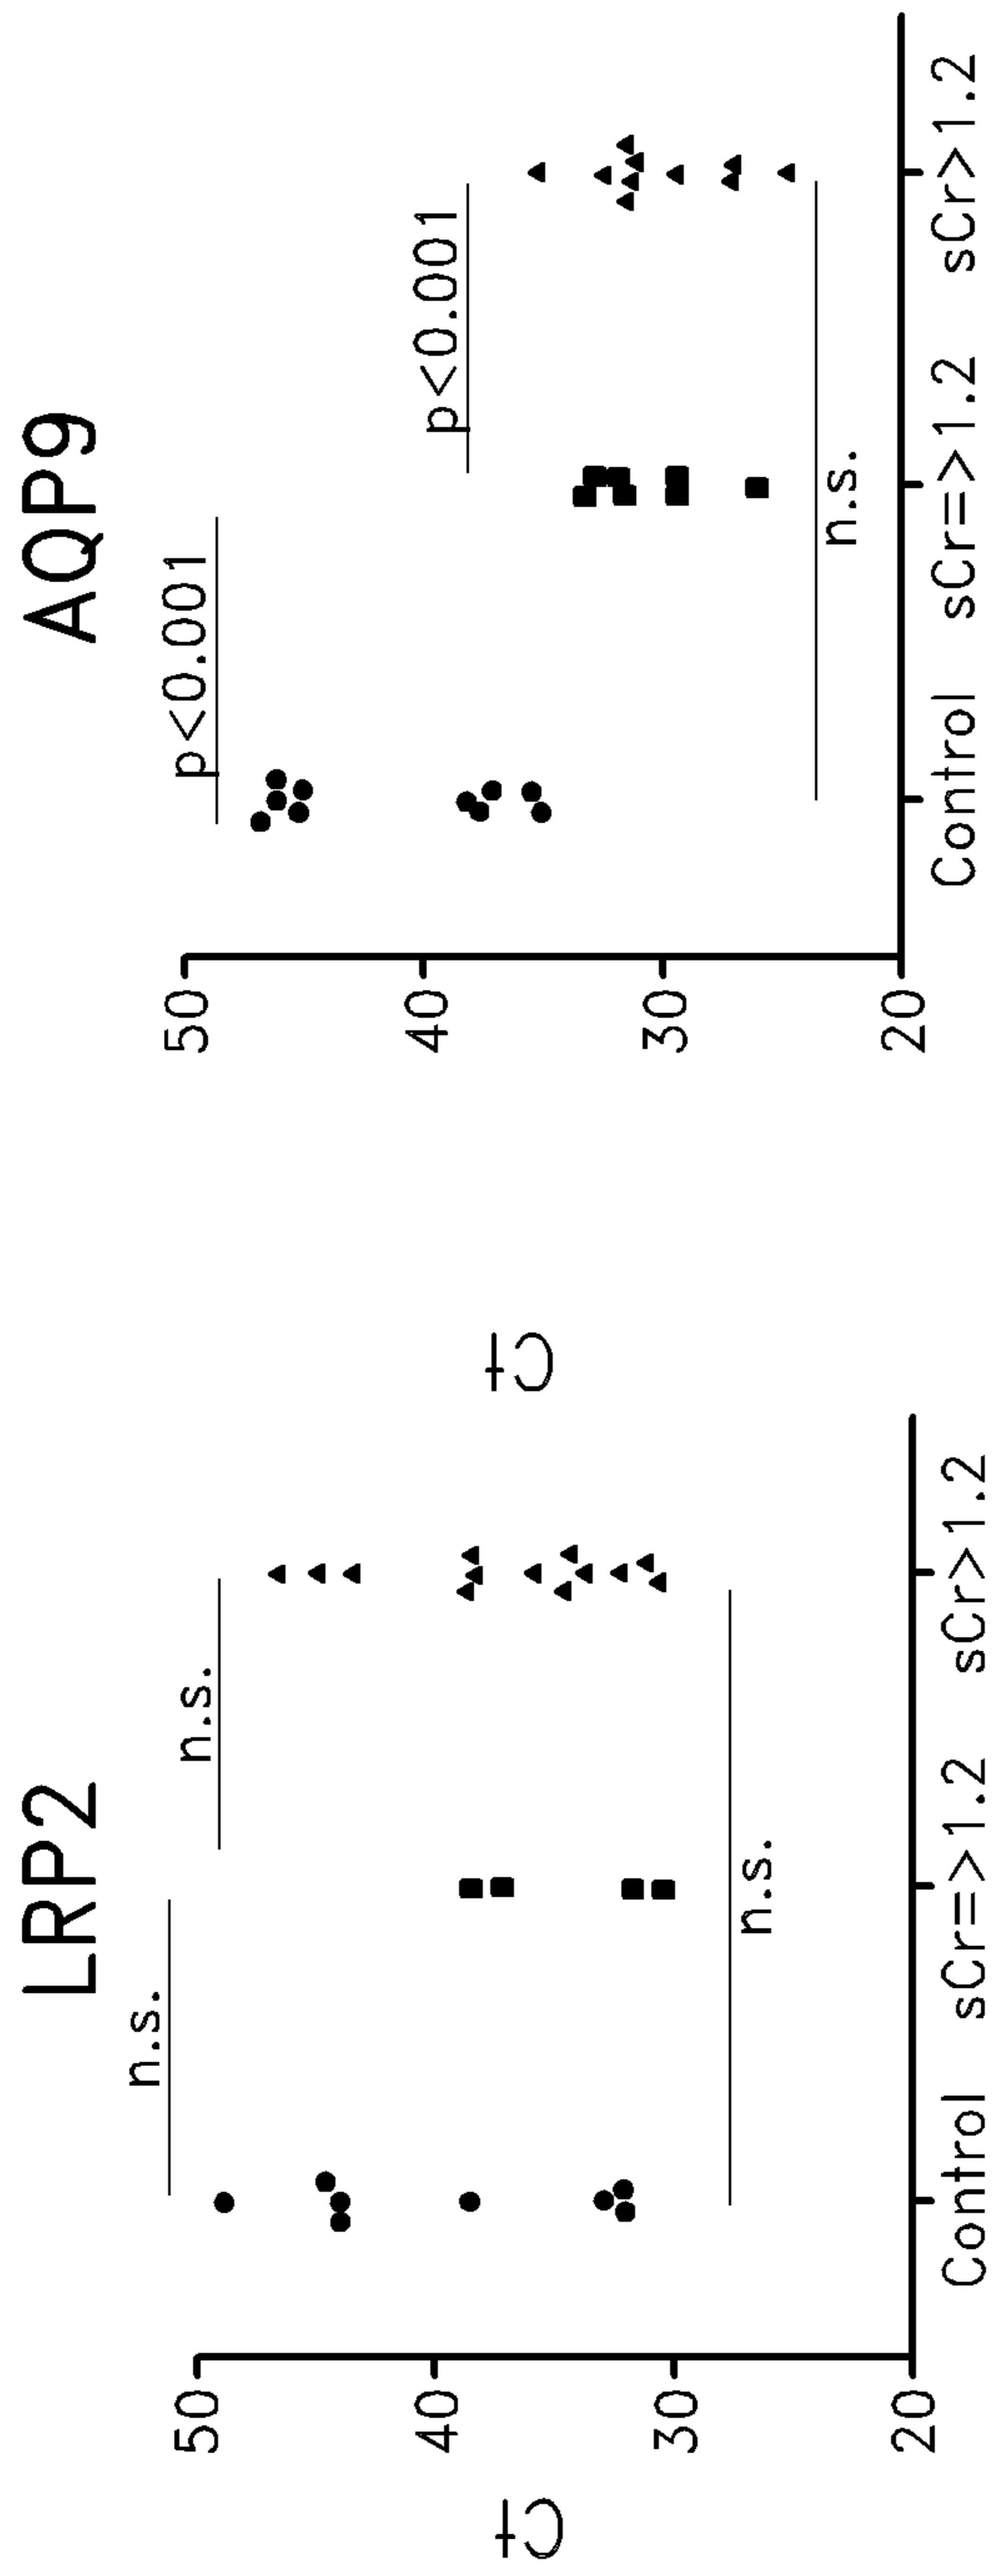 LRP2
n.s.
n.s.
50
40
30
20
Ct
n.s.
Control sCr=>1.2 sCr>1.2
AQP9
p<0.001
p<0.001
50
40
30
20
Ct
n.s.
Control sCr=>1.2 sCr>1.2